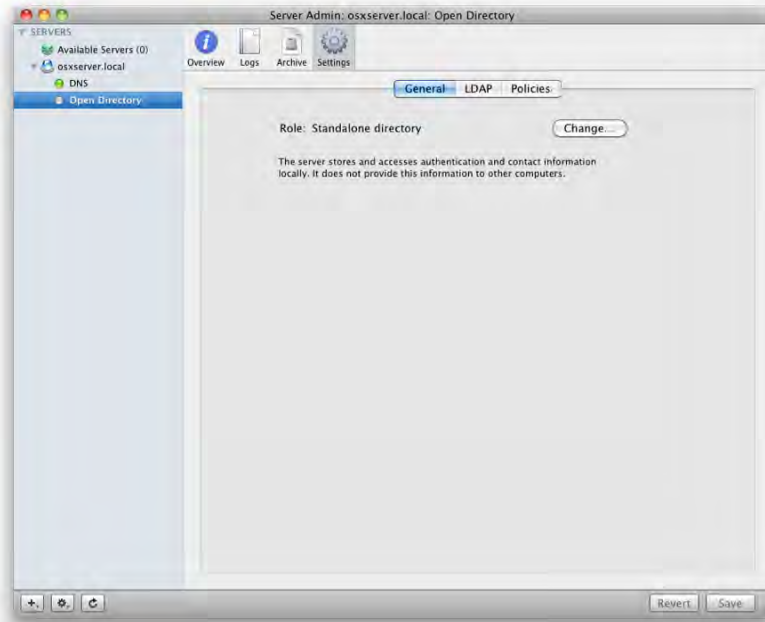 Server Admin: osxserver.local: Open Directory
SERVERS
Available Servers (0)
osxserver.local
DNS
Open Directory
Overview
Logs
Archive
Settings
General
LDAP
Policies
Role: Standalone directory
Change...
The server stores and accesses authentication and contact information
locally. It does not provide this information to other computers.
Revert
Save